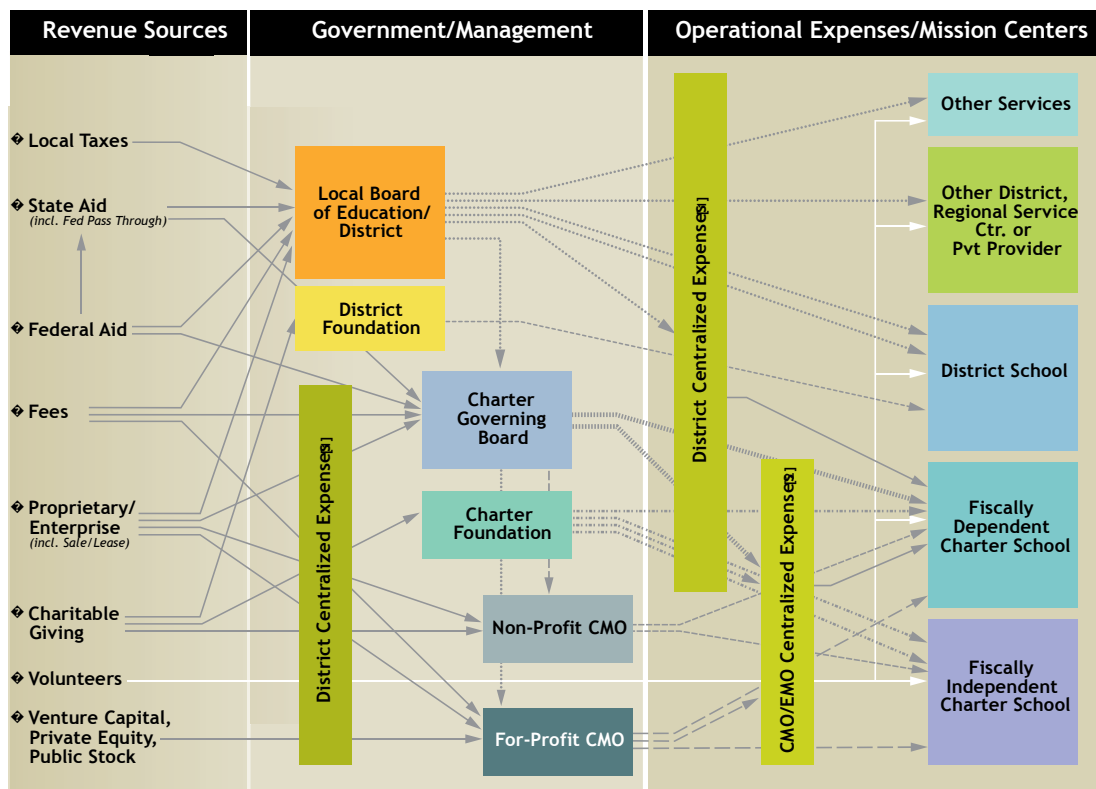 Revenue Sources
Government/Management
Operational Expenses/Mission Centers
� Local Taxes
� State Aid
(incl. Fed Pass Through)
� Federal Aid
� Fees
� Proprietary/
Enterprise
(incl. Sale/Lease)
� Charitable
Giving
� Volunteers
� Venture Capital,
Private Equity,
Public Stock
Local Board
of Education/
District
District
Foundation
District Centralized Expenses
Charter
Governing
Board
Charter
Foundation
Non-Profit CMO
For-Profit CMO
District Centralized Expenses
CMO/EMO Centralized Expenses
Other Services
Other District,
Regional Service
Ctr. or
Pvt Provider
District School
Fiscally
Dependent
Charter School
Fiscally
Independent
Charter School